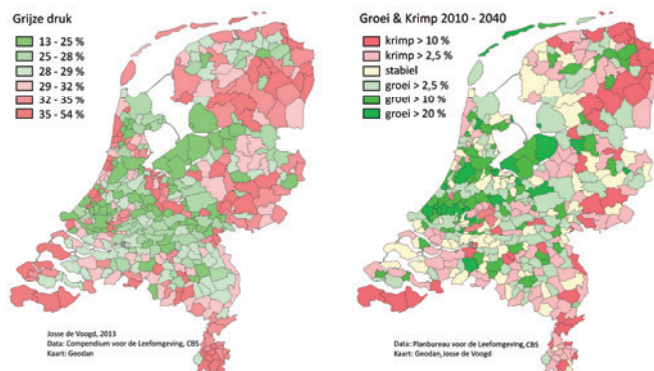 Grijze druk
13 - 25 %
25 - 28 %
28 - 29 %
29 - 32 %
32 - 35 %
35 - 54 %
Josse de Voogd, 2013
Data: Compendium voor de Leefomgeving, CBS
Kaart: Geodan
Groei & Krimp 2010 - 2040
krimp > 10 %
krimp > 2,5 %
stabiel
groei > 2,5 %
groei > 10 %
groei > 20 %
Data: Planbureau voor de Leefomgeving, CBS
Kaart: Geodan, Josse de Voogd